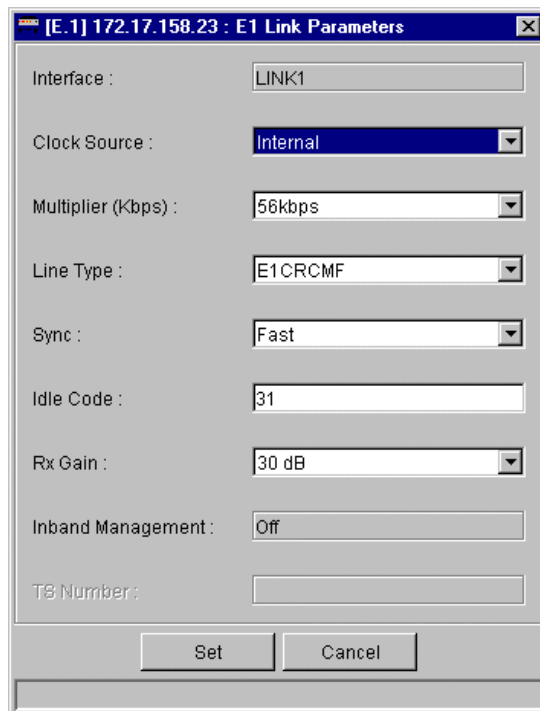 [E.1] 172.17.158.23 : E1 Link Parameters
Interface : LINK1
Clock Source : Internal
Multiplier (Kbps) : 56kbps
Line Type : E1CRCMF
Sync : Fast
Idle Code : 31
Rx Gain : 30 dB
Inband Management : Off
TS Number :
Set Cancel